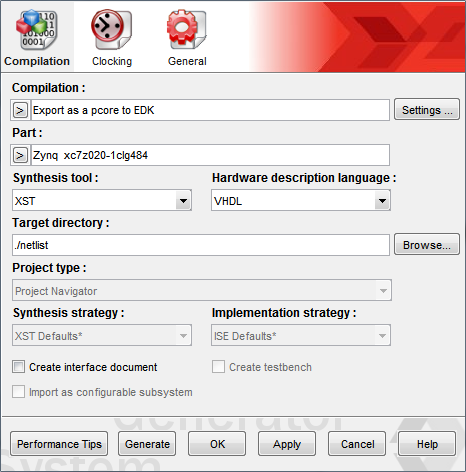 Compilation
Clocking
General
Compilation :
> Export as a pcore to EDK Settings ...
Part :
> Zynq xc7z020-1clg484
Synthesis tool : Hardware description language :
XST VHDL
Target directory :
./netlist Browse...
Project type :
Project Navigator
Synthesis strategy : Implementation strategy :
XST Defaults* ISE Defaults*
Create interface document Create testbench
Import as configurable subsystem
Generator
System
Performance Tips Generate OK Apply Cancel Help